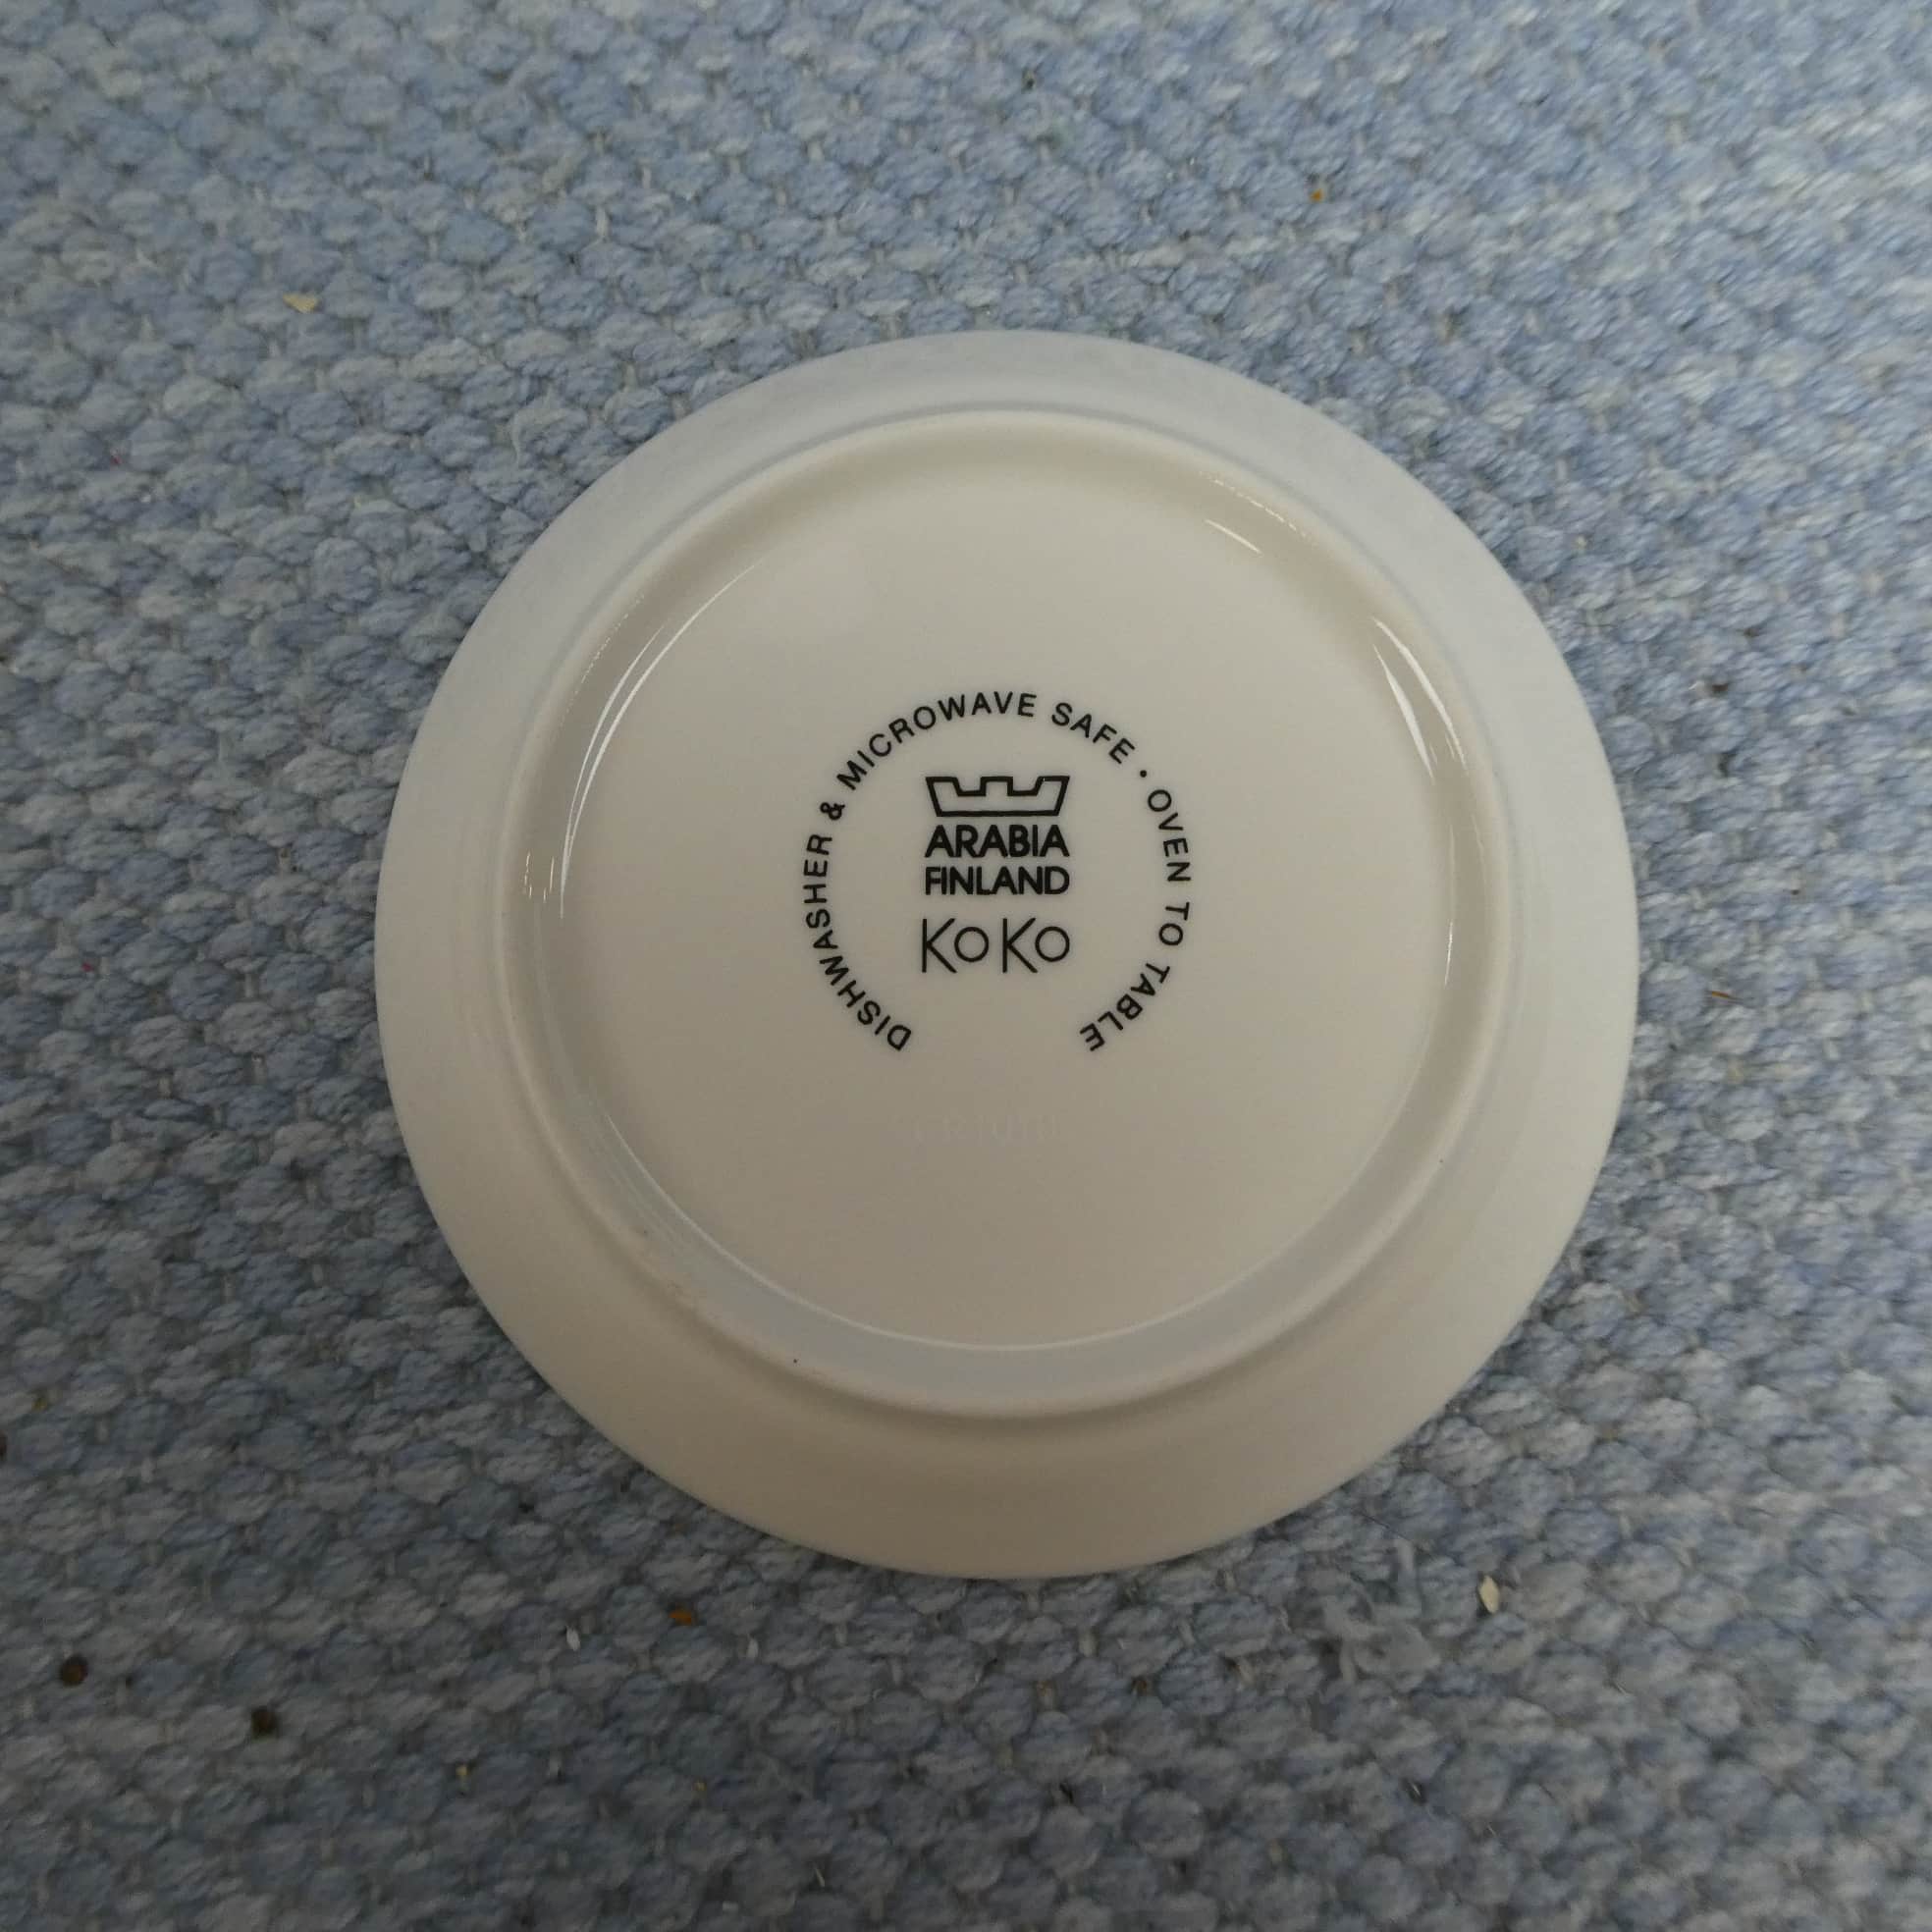 DISHWASHER & MICROWAVE SAFE · OVEN TO TABLE
ARABIA
FINLAND
KoKo